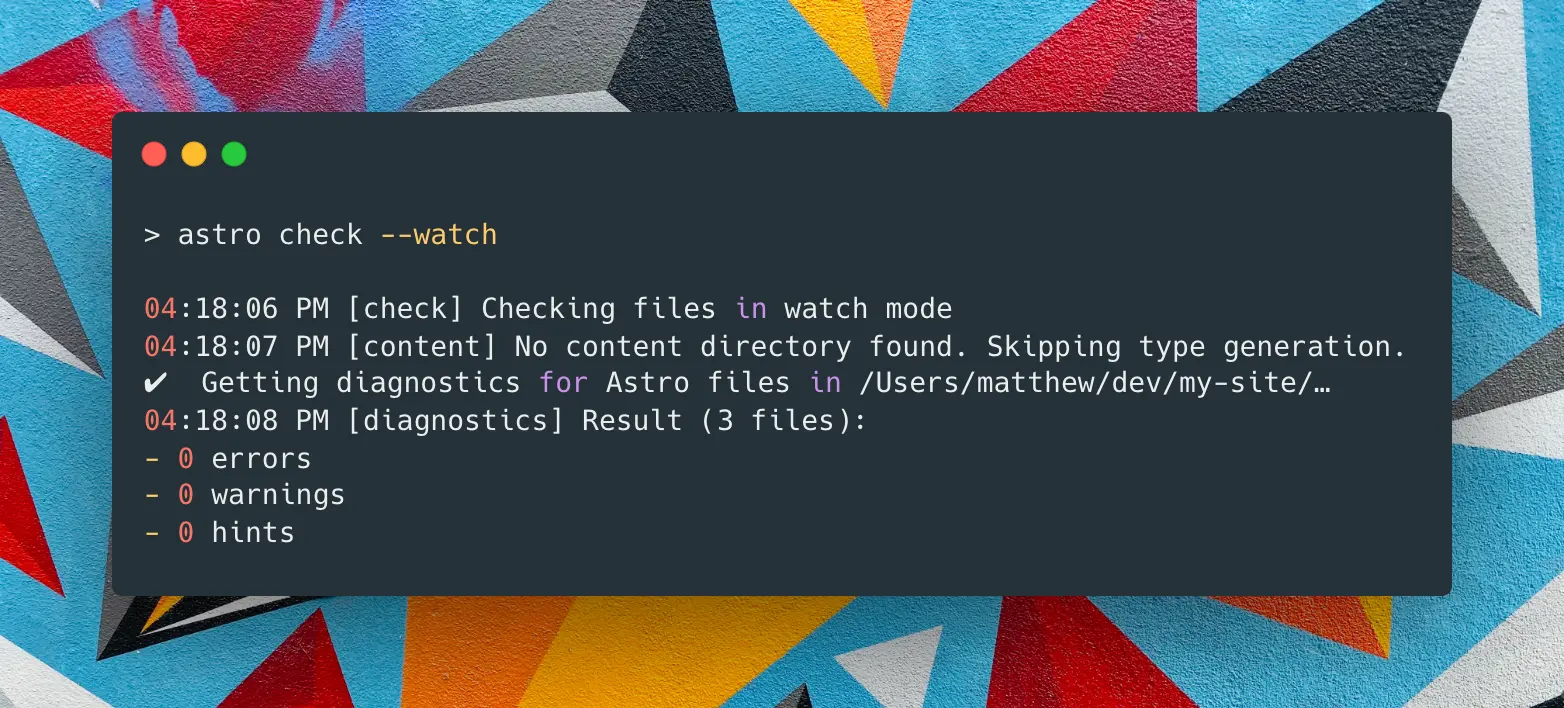 > astro check --watch
04:18:06 PM [check] Checking files in watch mode
04:18:07 PM [content] No content directory found. Skipping type generation.
✔  Getting diagnostics for Astro files in /Users/matthew/dev/my-site/…
04:18:08 PM [diagnostics] Result (3 files):
- 0 errors
- 0 warnings
- 0 hints